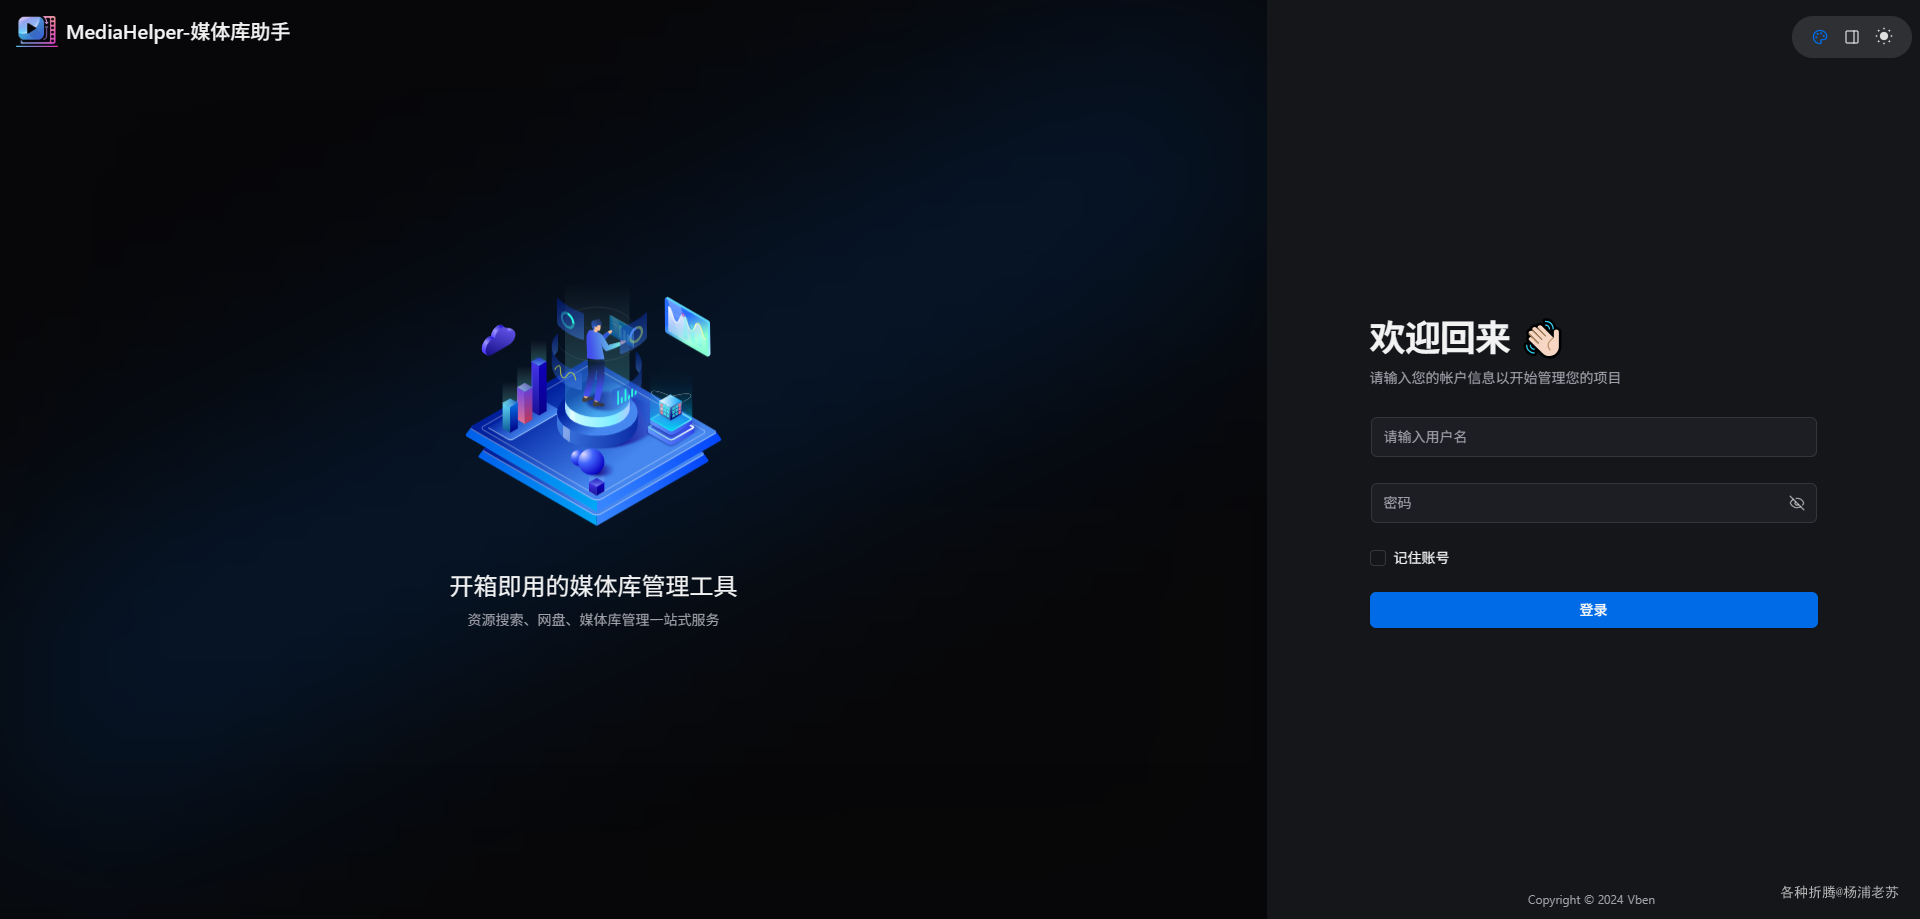 MediaHelper-媒体库助手
开箱即用的媒体库管理工具
资源搜索、网盘、媒体库管理一站式服务
欢迎回来 👋🏻
请输入您的帐户信息以开始管理您的项目
请输入用户名
密码
记住账号
登录
Copyright © 2024 Vben
各种折腾@杨浦老苏